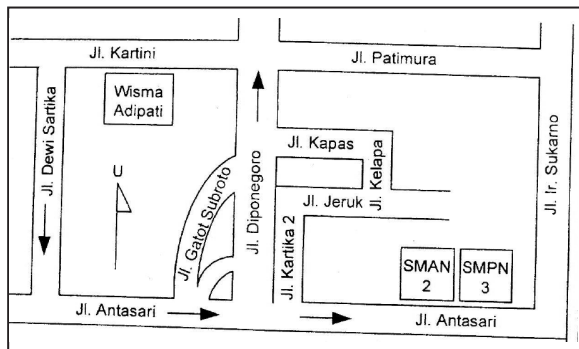 Jl. Kartini
Jl. Patimura
Wisma
Adipati
Jl. Dewi Sartika
U
Jl. Gatot Subroto
Jl. Diponegoro
Jl. Kapas
Jl. Kelapa
Jl. Jeruk
Jl. Kartika 2
Jl. Ir. Sukarno
SMAN
2
SMPN
3
Jl. Antasari
Jl. Antasari